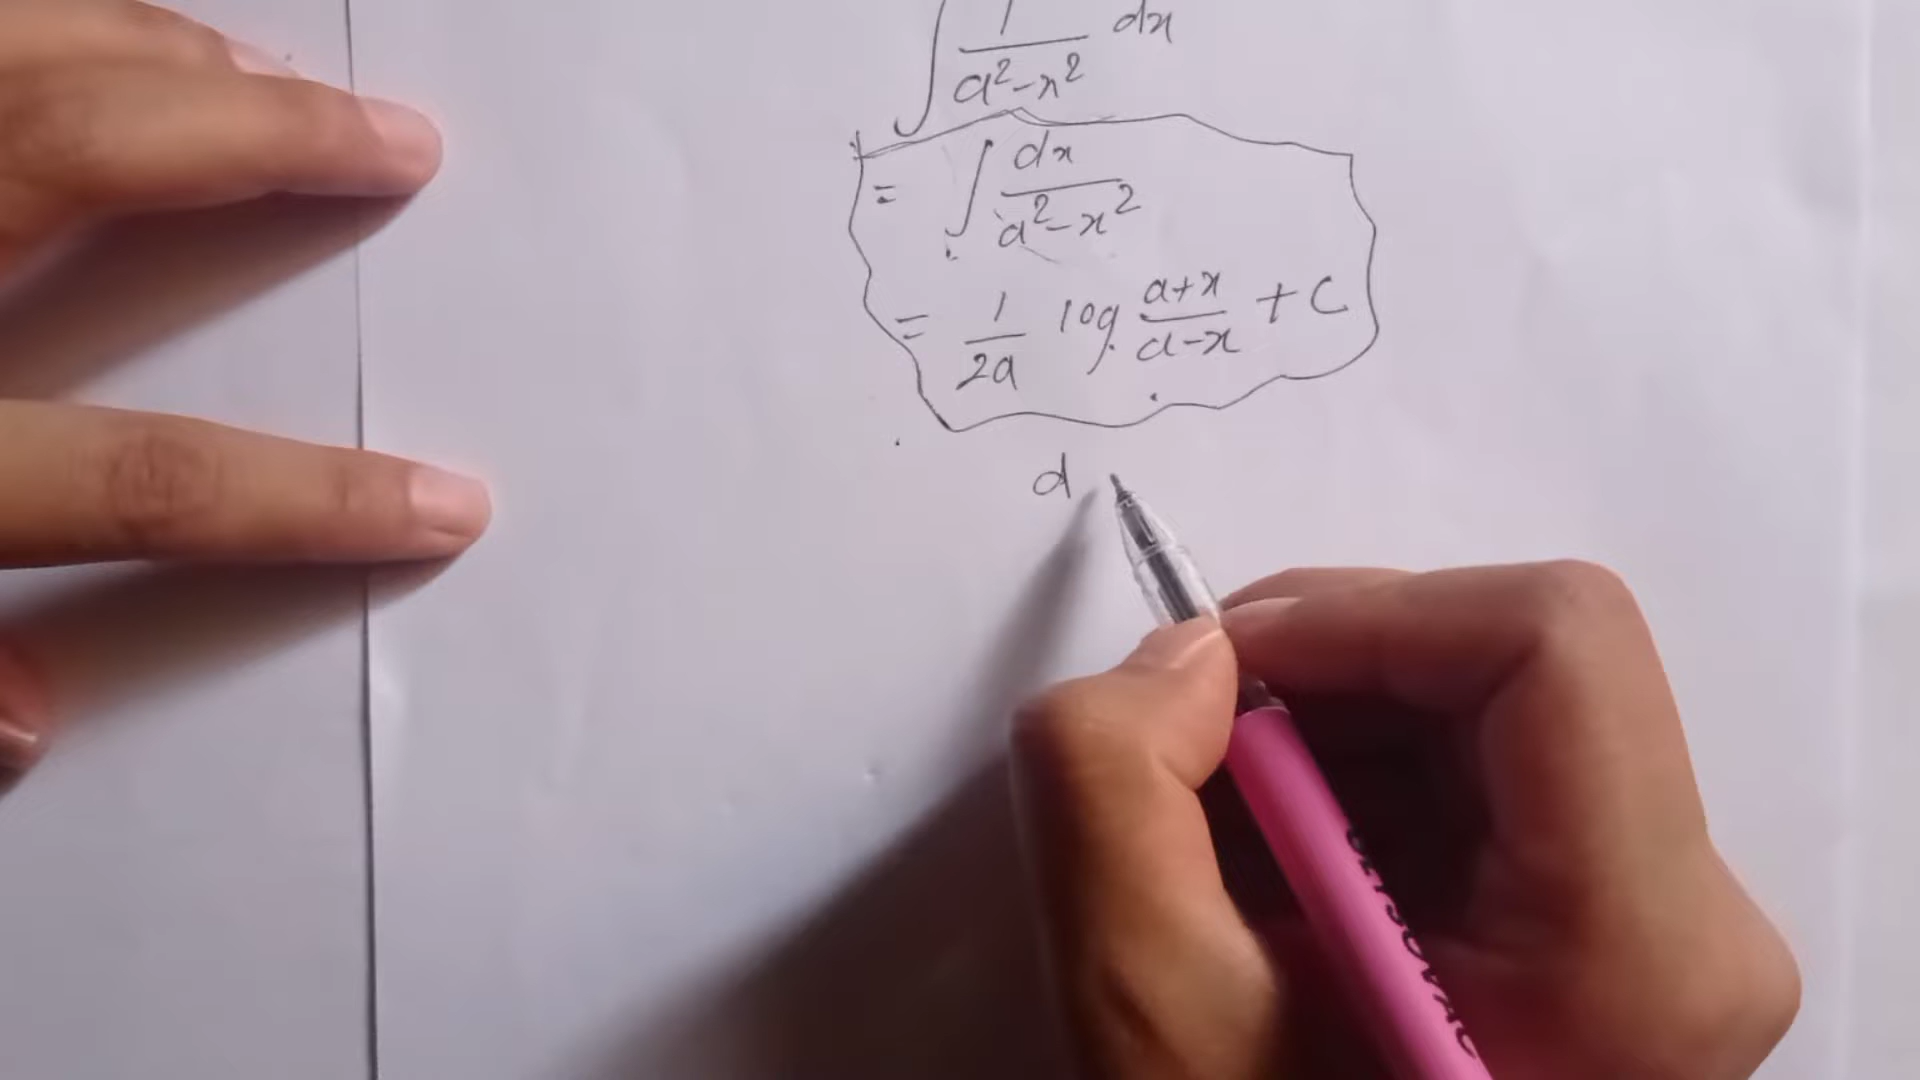 ∫ 1/(a²-x²) dx
= ∫ dx/(a²-x²)
= 1/2a log (a+x)/(a-x) + C
d